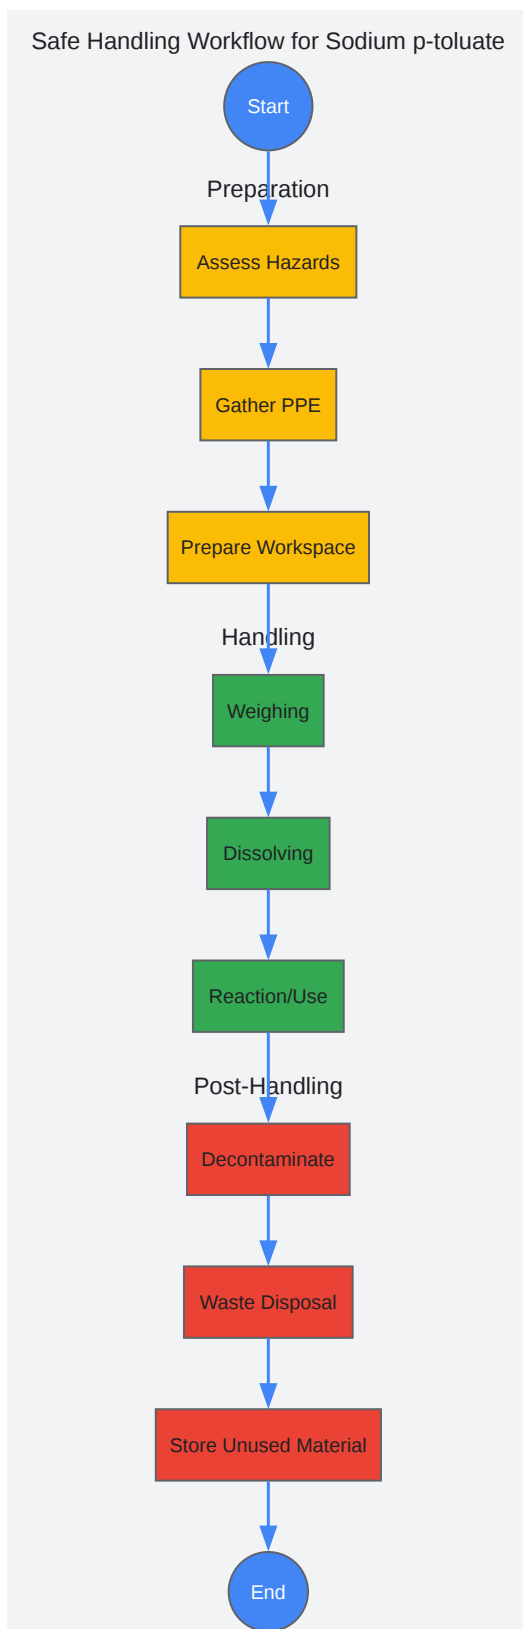 Safe Handling Workflow for Sodium p-toluate
Start
Preparation
Assess Hazards
Gather PPE
Prepare Workspace
Handling
Weighing
Dissolving
Reaction/Use
Post-Handling
Decontaminate
Waste Disposal
Store Unused Material
End